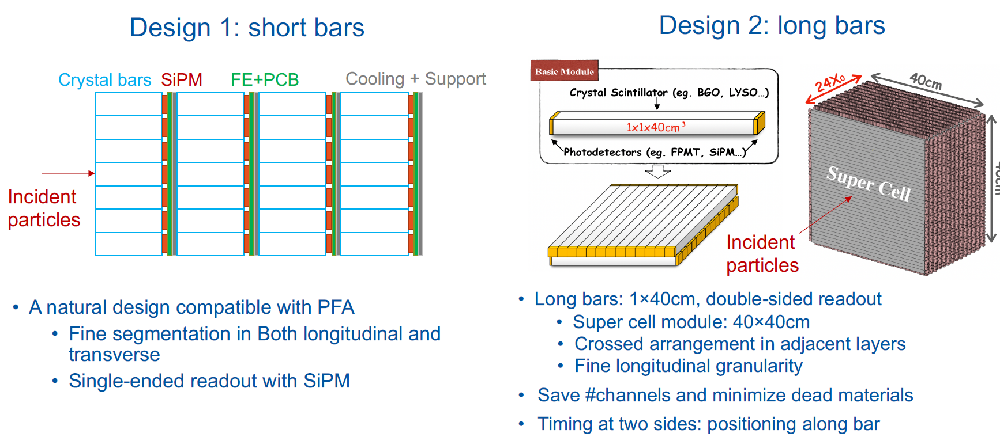 Design 1: short bars
Crystal bars SiPM FE+PCB Cooling + Support
Incident
particles
• A natural design compatible with PFA
• Fine segmentation in Both longitudinal and
transverse
• Single-ended readout with SiPM
Design 2: long bars
Basic Module
Crystal Scintillator (eg. BGO, LYSO...)
1x1x40cm³
Photodetectors (eg. FPMT, SiPM...)
24X₀
40cm
40cm
Super Cell
Incident
particles
• Long bars: 1×40cm, double-sided readout
• Super cell module: 40×40cm
• Crossed arrangement in adjacent layers
• Fine longitudinal granularity
• Save #channels and minimize dead materials
• Timing at two sides: positioning along bar